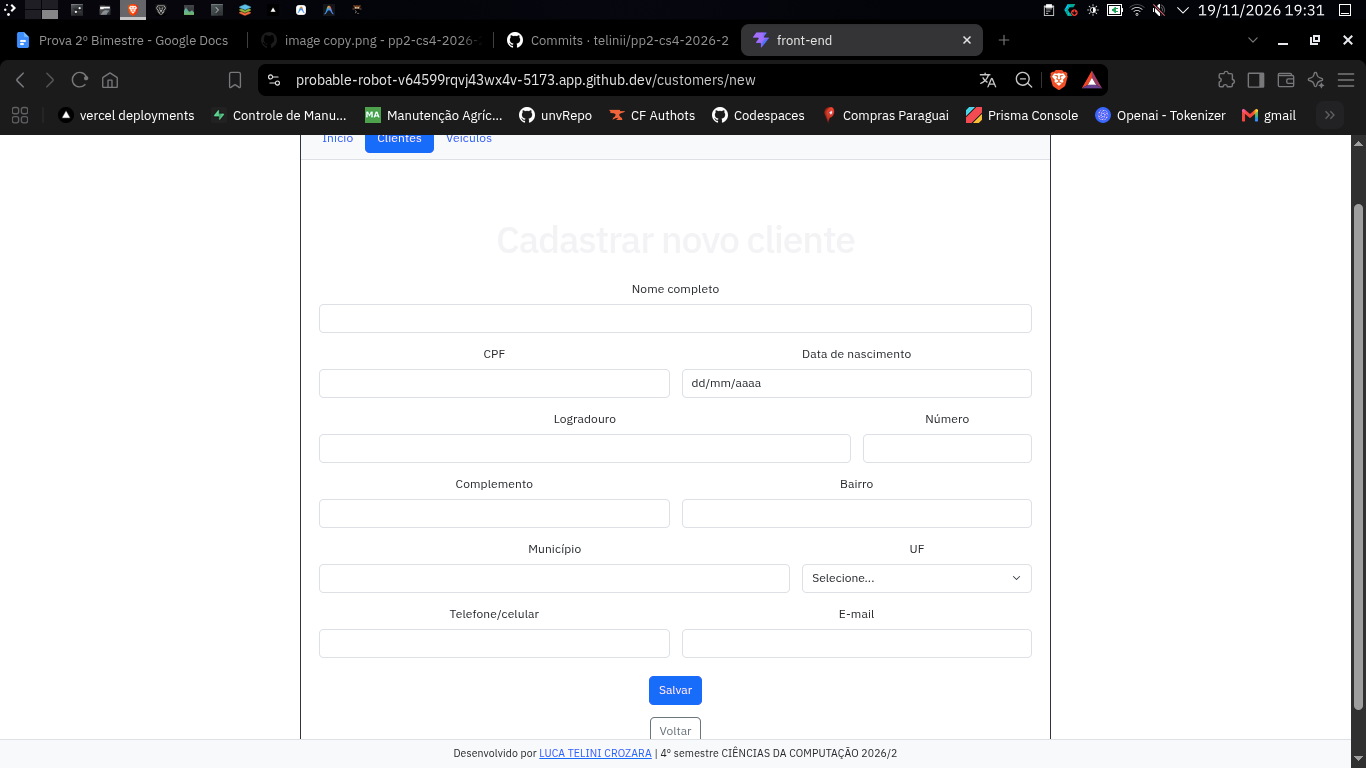 19/11/2026 19:31
Prova 2º Bimestre - Google Docs
image copy.png - pp2-cs4-2026-
Commits · telinii/pp2-cs4-2026-2
front-end
probable-robot-v64599rqvj43wx4v-5173.app.github.dev/customers/new
vercel deployments
Controle de Manu...
MA
Manutenção Agríc...
unvRepo
CF Authots
Codespaces
Compras Paraguai
Prisma Console
Openai - Tokenizer
gmail
Início Clientes Veículos
Cadastrar novo cliente
Nome completo
CPF Data de nascimento
dd/mm/aaaa
Logradouro Número
Complemento Bairro
Município UF
Selecione...
Telefone/celular E-mail
Salvar
Voltar
Desenvolvido por LUCA TELINI CROZARA | 4º semestre CIÊNCIAS DA COMPUTAÇÃO 2026/2